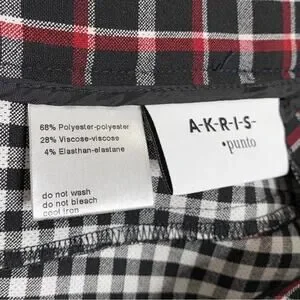 68% Polyester-polyester
28% Viscose-viscose
4% Elasthan-elastane
do not wash
do not bleach
cool iron
A-K-R-I-S-
•punto